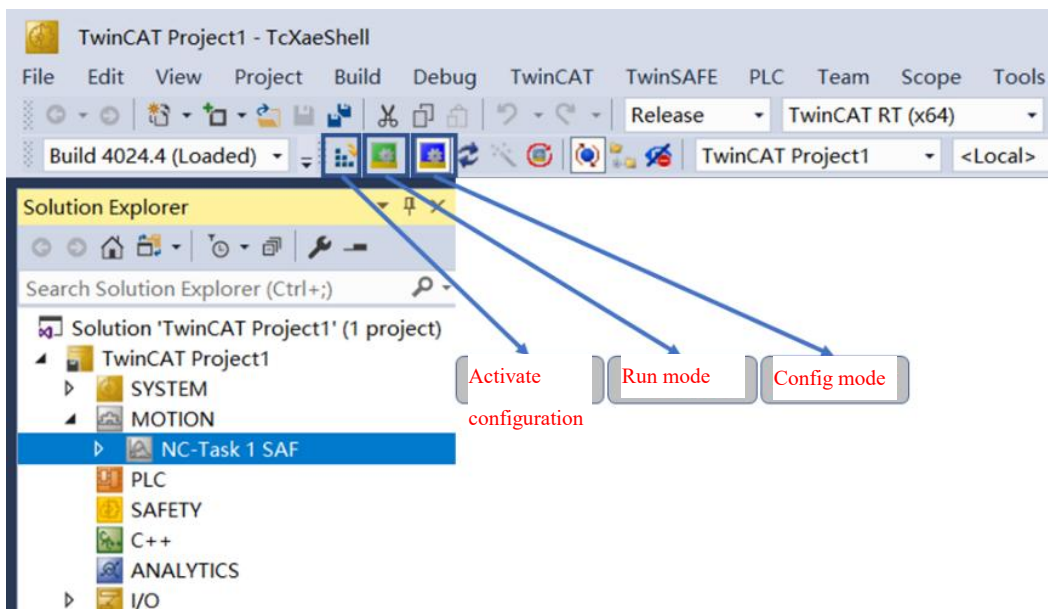 TwinCAT Project1 - TcXaeShell
File Edit View Project Build Debug TwinCAT TwinSAFE PLC Team Scope Tools
Release TwinCAT RT (x64)
Build 4024.4 (Loaded) TwinCAT Project1 <Local>
Solution Explorer
Search Solution Explorer (Ctrl+;)
Solution 'TwinCAT Project1' (1 project)
TwinCAT Project1
SYSTEM
MOTION
NC-Task 1 SAF
PLC
SAFETY
C++
ANALYTICS
I/O
Activate
configuration
Run mode
Config mode